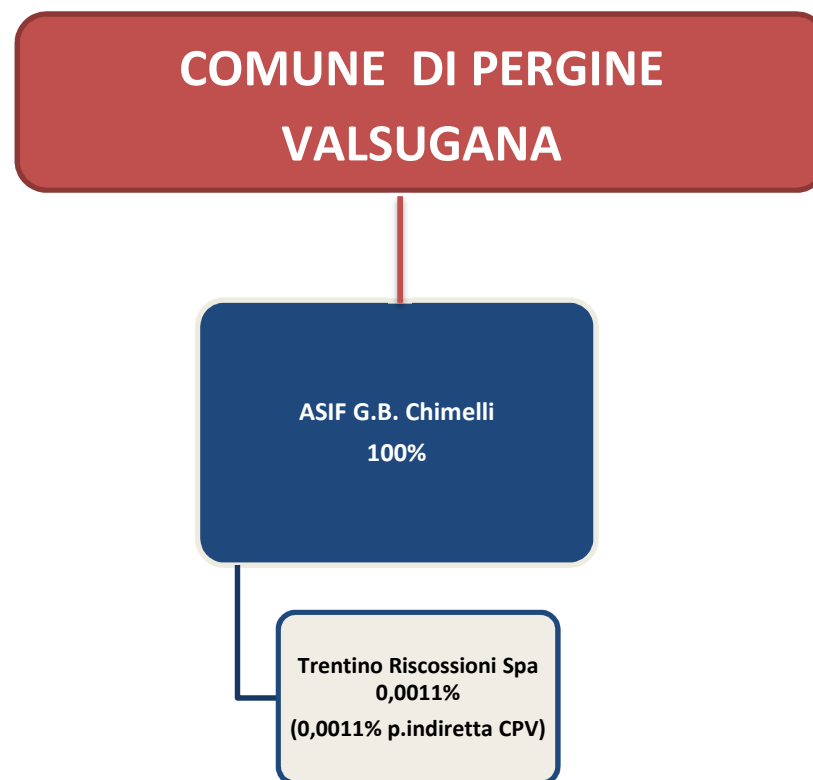 COMUNE DI PERGINE
VALSUGANA
ASIF G.B. Chimelli
100%
Trentino Riscossioni Spa
0,0011%
(0,0011% p.indiretta CPV)